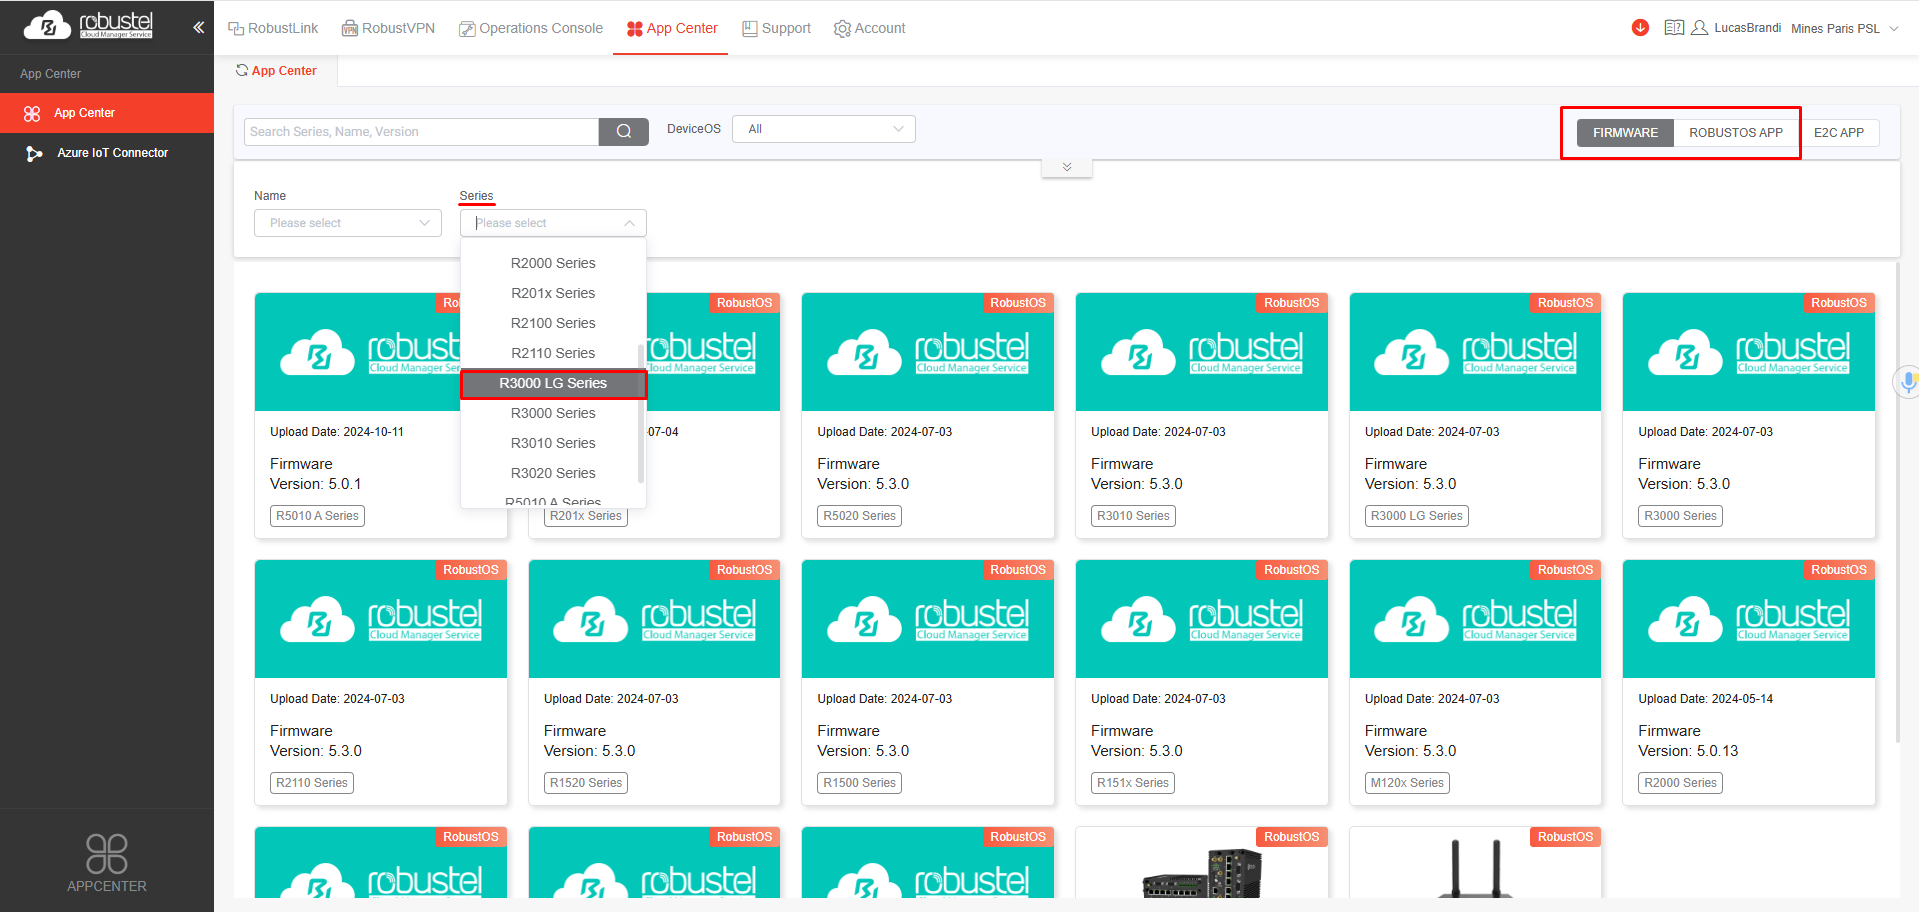 robustel
Cloud Manager Service
RobustLink
VPN
RobustVPN
Operations Console
App Center
Support
Account
LucasBrandi
Mines Paris PSL
App Center
App Center
Azure IoT Connector
APPCENTER
App Center
Search Series, Name, Version
DeviceOS
All
FIRMWARE
ROBUSTOS APP
E2C APP
Name
Please select
Series
Please select
R2000 Series
R201x Series
R2100 Series
R2110 Series
R3000 LG Series
R3000 Series
R3010 Series
R3020 Series
R5010 A Series
robust
Cloud Manager
Upload Date: 2024-10-11
Firmware
Version: 5.0.1
R5010 A Series
RobustOS
robustel
Cloud Manager Service
07-04
R201x Series
RobustOS
robustel
Cloud Manager Service
Upload Date: 2024-07-03
Firmware
Version: 5.3.0
R5020 Series
RobustOS
robustel
Cloud Manager Service
Upload Date: 2024-07-03
Firmware
Version: 5.3.0
R3010 Series
RobustOS
robustel
Cloud Manager Service
Upload Date: 2024-07-03
Firmware
Version: 5.3.0
R3000 LG Series
RobustOS
robustel
Cloud Manager Service
Upload Date: 2024-07-03
Firmware
Version: 5.3.0
R3000 Series
RobustOS
robustel
Cloud Manager Service
Upload Date: 2024-07-03
Firmware
Version: 5.3.0
R2110 Series
RobustOS
robustel
Cloud Manager Service
Upload Date: 2024-07-03
Firmware
Version: 5.3.0
R1520 Series
RobustOS
robustel
Cloud Manager Service
Upload Date: 2024-07-03
Firmware
Version: 5.3.0
R1500 Series
RobustOS
robustel
Cloud Manager Service
Upload Date: 2024-07-03
Firmware
Version: 5.3.0
R151x Series
RobustOS
robustel
Cloud Manager Service
Upload Date: 2024-07-03
Firmware
Version: 5.3.0
M120x Series
RobustOS
robustel
Cloud Manager Service
Upload Date: 2024-05-14
Firmware
Version: 5.0.13
R2000 Series
RobustOS
robustel
Cloud Manager Service
RobustOS
robustel
Cloud Manager Service
RobustOS
robustel
Cloud Manager Service
RobustOS
RobustOS